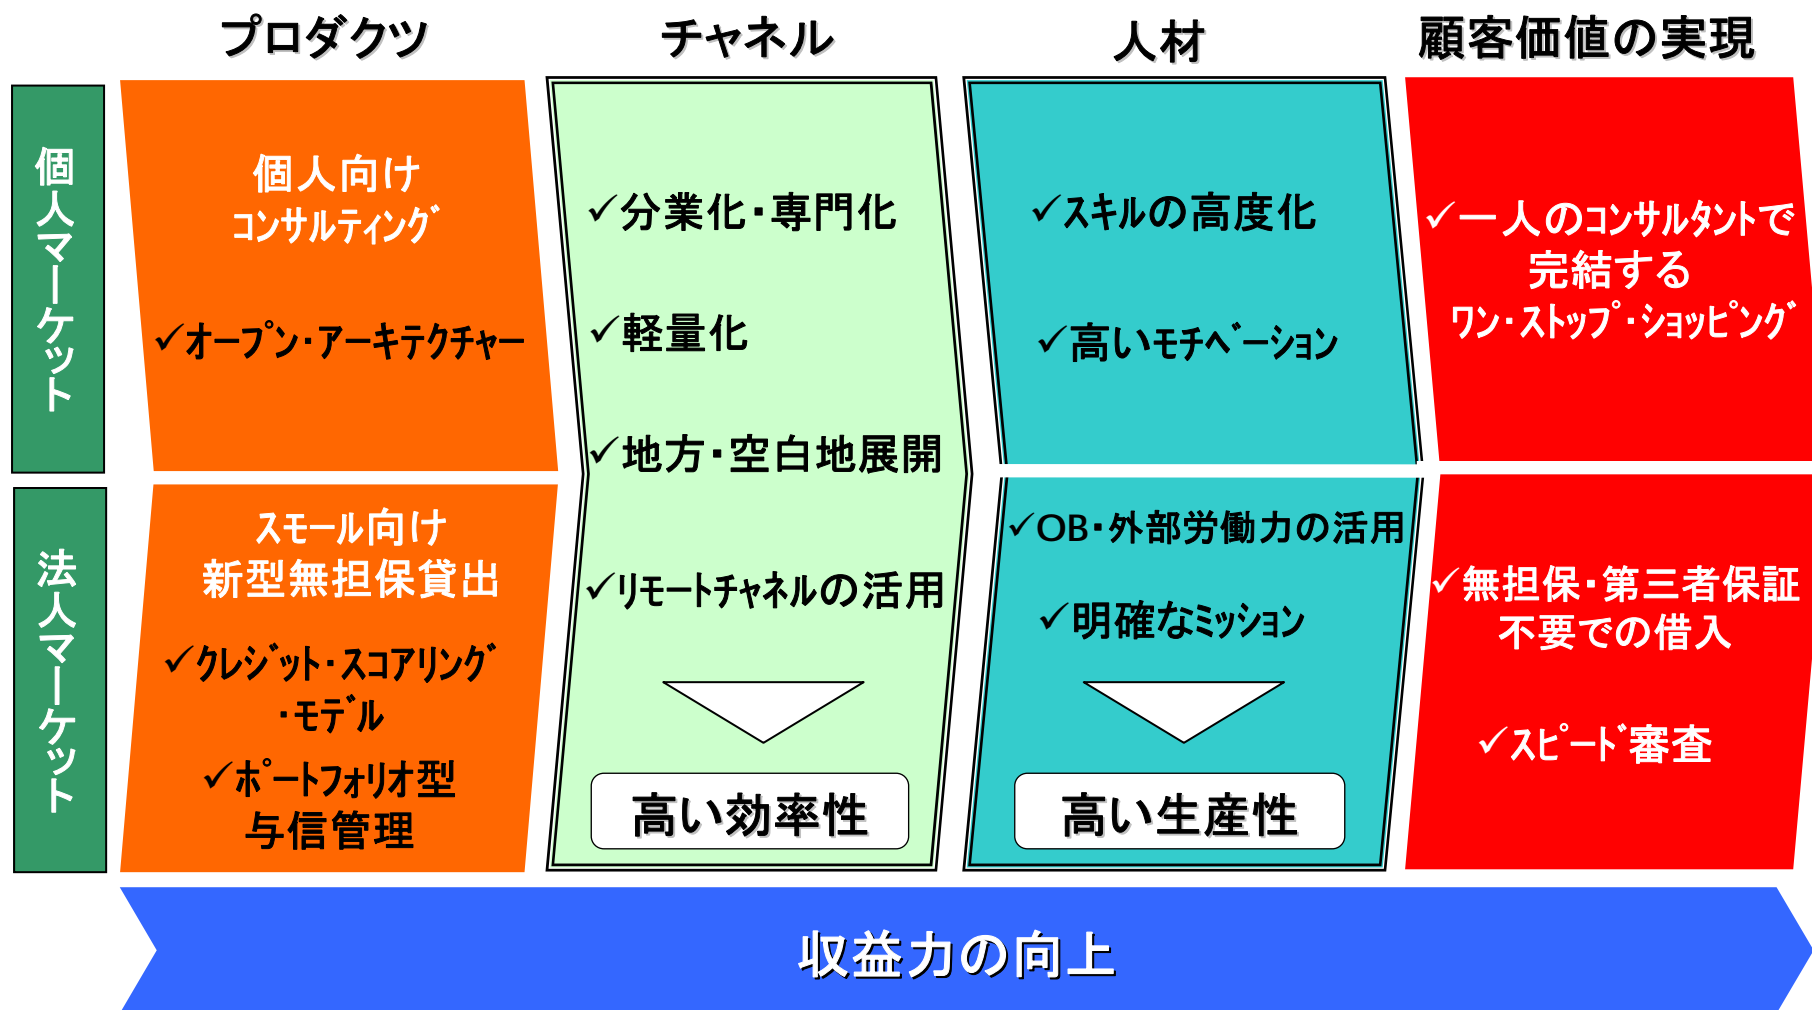 プロダクツ
チャネル
人材
顧客価値の実現
個人マーケット
個人向け
コンサルティング
✓オープン・アーキテクチャー
✓分業化・専門化
✓軽量化
✓地方・空白地展開
✓リモートチャネルの活用
高い効率性
✓スキルの高度化
✓高いモチベーション
✓一人のコンサルタントで
完結する
ワン・ストップ・ショッピング
法人マーケット
スモール向け
新型無担保貸出
✓クレジット・スコアリング
・モデル
✓ポートフォリオ型
与信管理
✓OB・外部労働力の活用
✓明確なミッション
高い生産性
✓無担保・第三者保証
不要での借入
✓スピード審査
収益力の向上